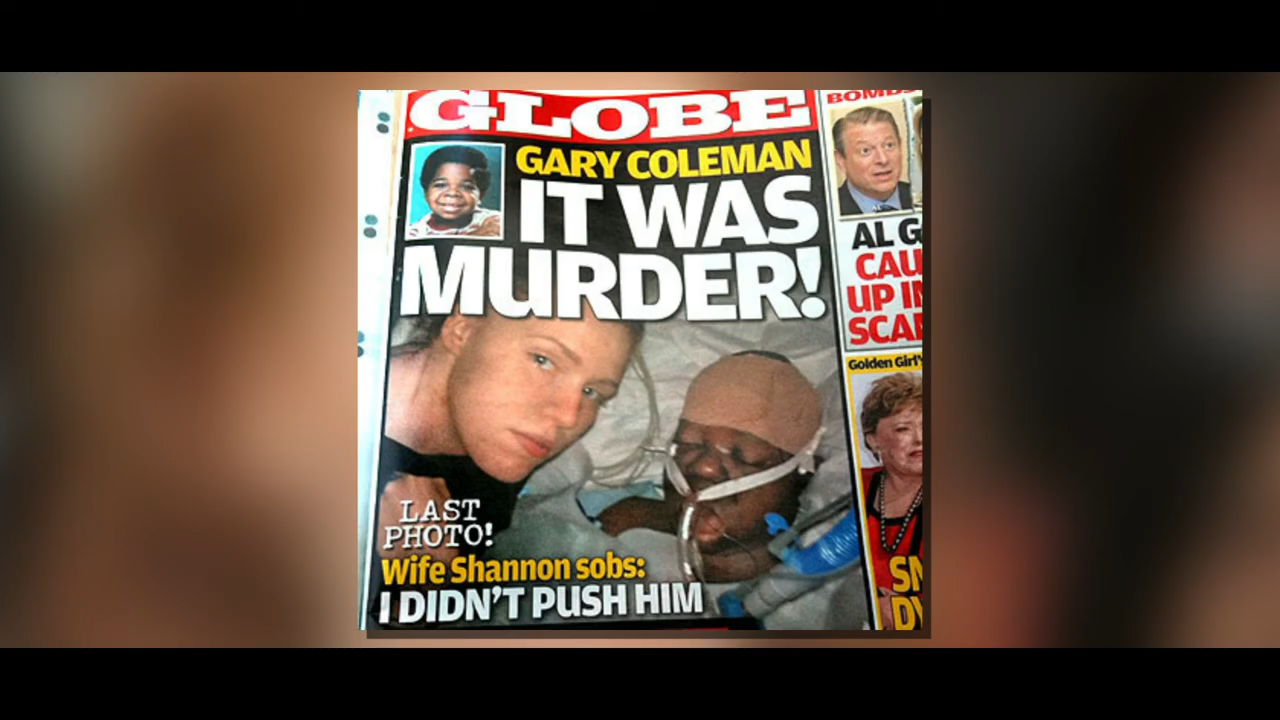 GLOBE
GARY COLEMAN
IT WAS
MURDER!
LAST
PHOTO!
Wife Shannon sobs:
I DIDN'T PUSH HIM
AL G
CAU
UP IN
SCA
Golden Girl's